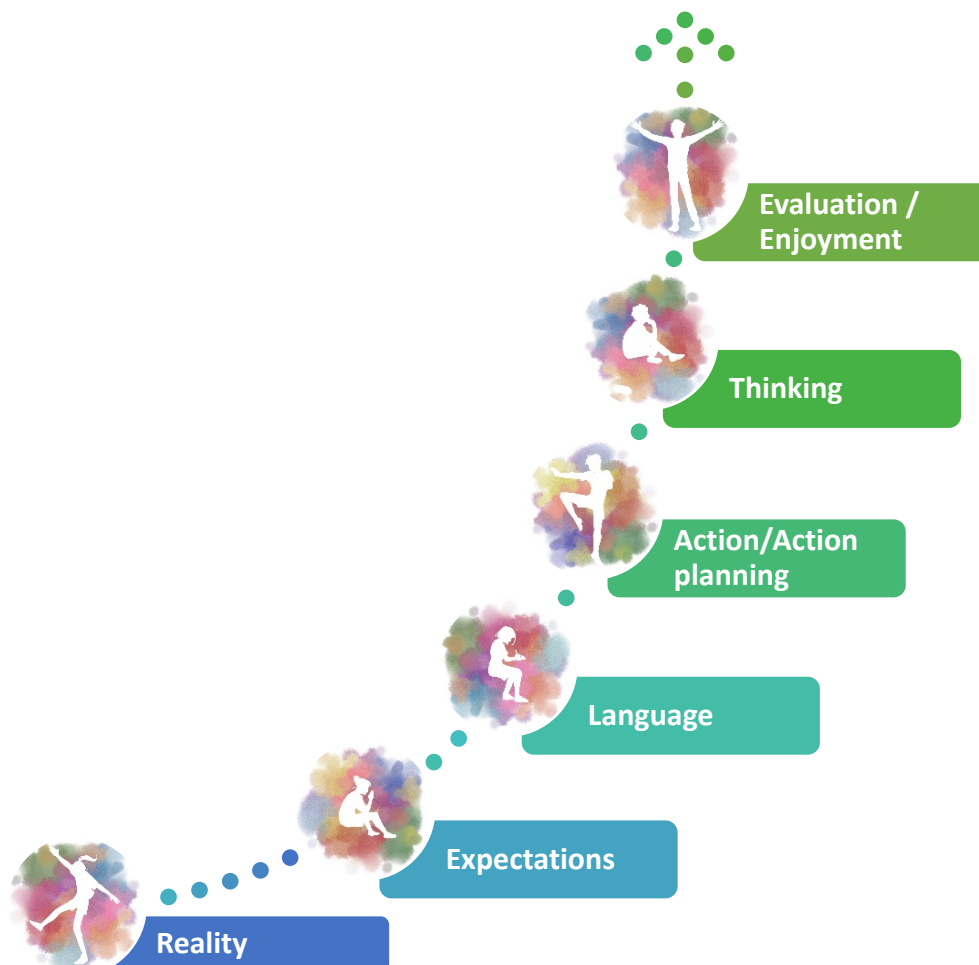 Evaluation /
Enjoyment
Thinking
Action/Action
planning
Language
Expectations
Reality